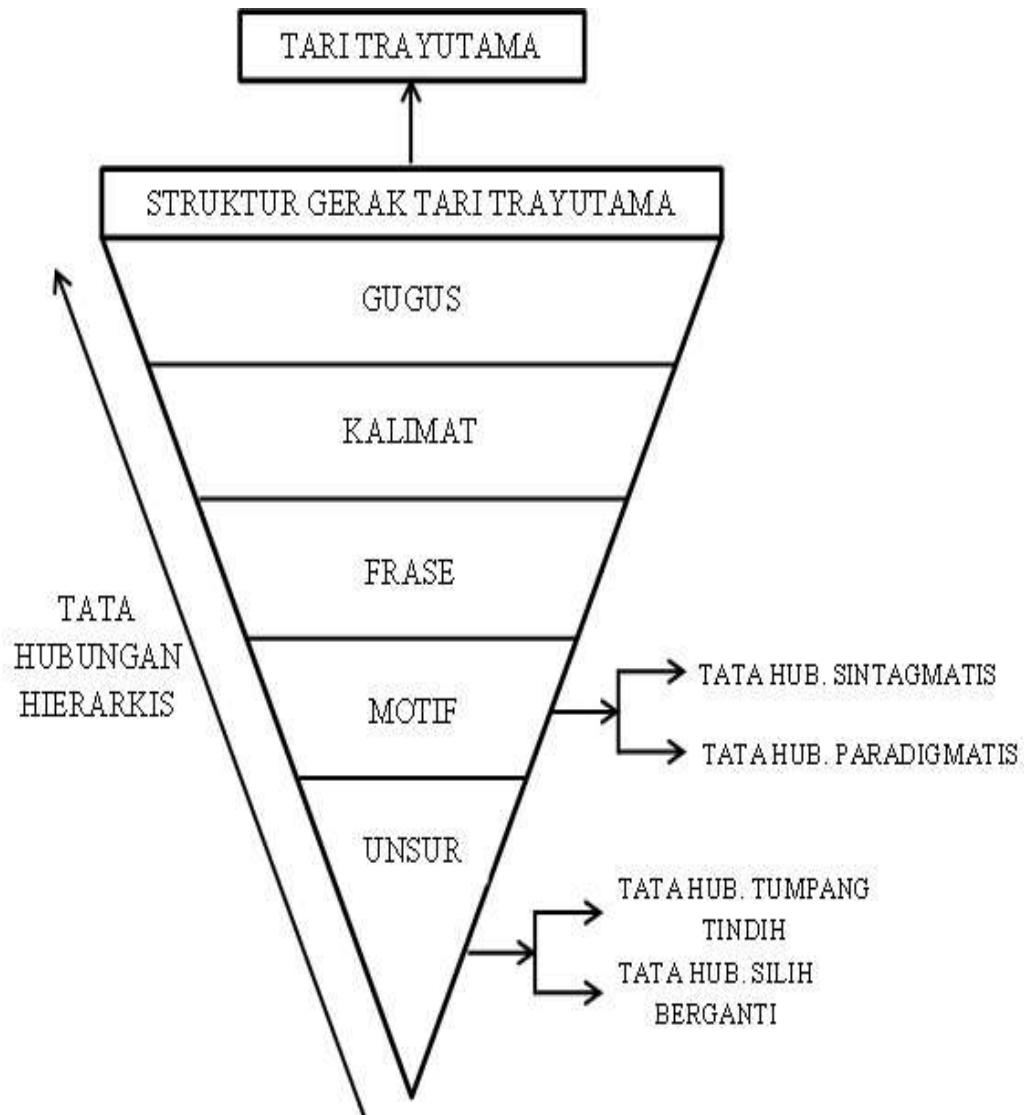 TARI TRAYUTAMA
STRUKTUR GERAK TARI TRAYUTAMA
GUGUS
KALIMAT
FRASE
MOTIF
UNSUR
TATA
HUBUNGAN
HIERARKIS
TATA HUB. SINTAGMATIS
TATA HUB. PARADIGMATIS
TATA HUB. TUMPANG
TINDIH
TATA HUB. SILIH
BERGANTI